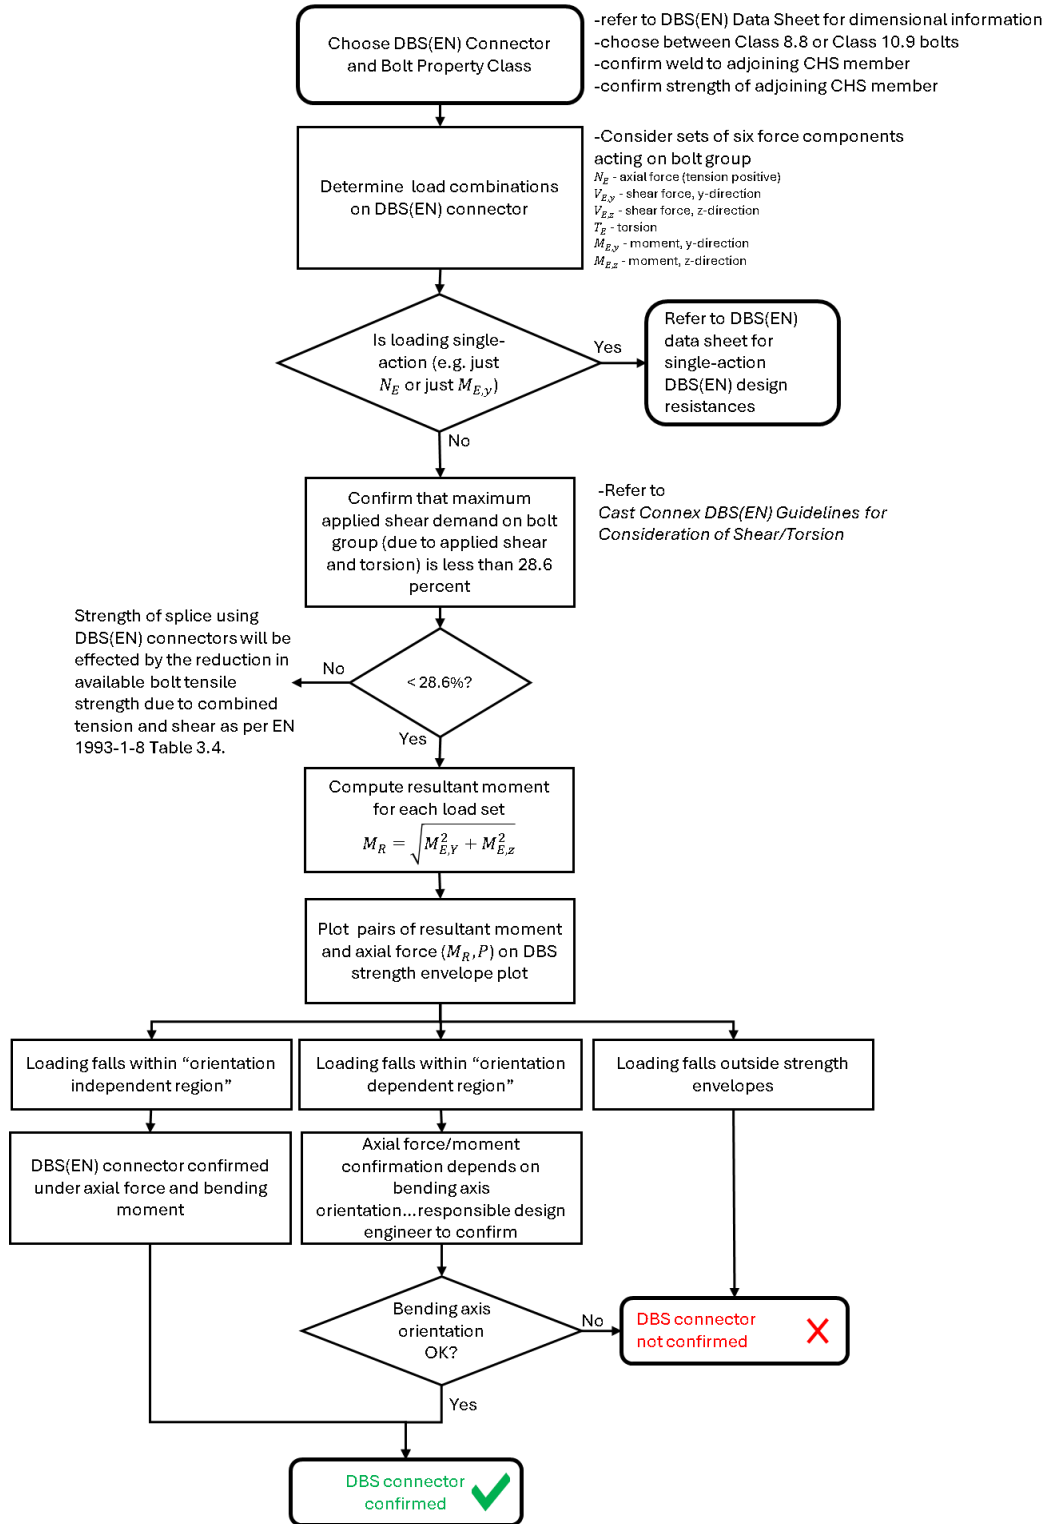 Choose DBS(EN) Connector
and Bolt Property Class
-refer to DBS(EN) Data Sheet for dimensional information
-choose between Class 8.8 or Class 10.9 bolts
-confirm weld to adjoining CHS member
-confirm strength of adjoining CHS member
Determine load combinations
on DBS(EN) connector
-Consider sets of six force components
acting on bolt group
N_E - axial force (tension positive)
V_{E,y} - shear force, y-direction
V_{E,z} - shear force, z-direction
T_E - torsion
M_{E,y} - moment, y-direction
M_{E,z} - moment, z-direction
Is loading single-
action (e.g. just
N_E or just M_{E,y})
Yes
Refer to DBS(EN)
data sheet for
single-action
DBS(EN) design
resistances
No
Confirm that maximum
applied shear demand on bolt
group (due to applied shear
and torsion) is less than 28.6
percent
-Refer to
Cast Connex DBS(EN) Guidelines for
Consideration of Shear/Torsion
Strength of splice using
DBS(EN) connectors will be
effected by the reduction in
available bolt tensile
strength due to combined
tension and shear as per EN
1993-1-8 Table 3.4.
No
< 28.6%?
Yes
Compute resultant moment
for each load set
M_R = √(M_{E,Y}^2 + M_{E,z}^2)
Plot pairs of resultant moment
and axial force (M_R, P) on DBS
strength envelope plot
Loading falls within “orientation
independent region”
Loading falls within “orientation
dependent region”
Loading falls outside strength
envelopes
DBS(EN) connector confirmed
under axial force and bending
moment
Axial force/moment
confirmation depends on
bending axis
orientation...responsible design
engineer to confirm
Bending axis
orientation
OK?
No
DBS connector
not confirmed
Yes
DBS connector
confirmed